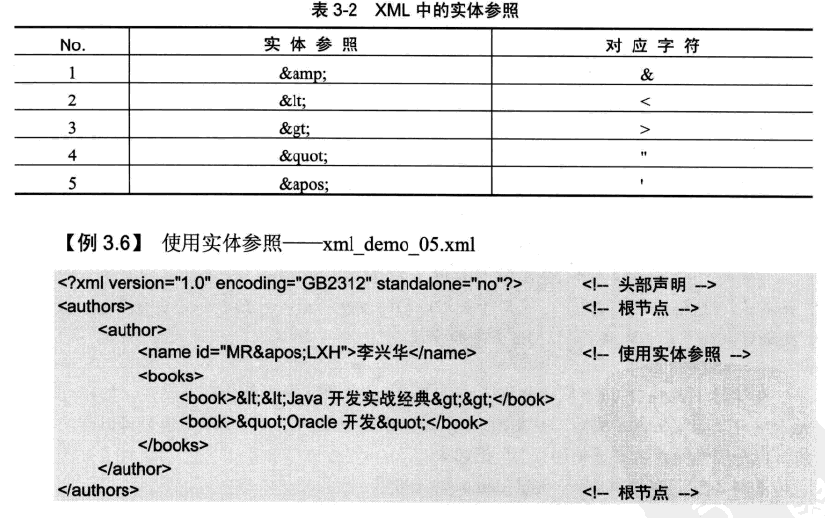 表 3-2 XML 中的实体参照
No. 实 体 参 照 对 应 字 符
1 &amp; &
2 &lt; <
3 &gt; >
4 &quot; "
5 &apos; '
【例 3.6】 使用实体参照——xml_demo_05.xml
<?xml version="1.0" encoding="GB2312" standalone="no"?> <!-- 头部声明 -->
<authors> <!-- 根节点 -->
<author>
<name id="MR&apos;LXH">李兴华</name> <!-- 使用实体参照 -->
<books>
<book>&lt;&lt;Java 开发实战经典&gt;&gt;</book>
<book>&quot;Oracle 开发&quot;</book>
</books>
</author>
</authors> <!-- 根节点 -->